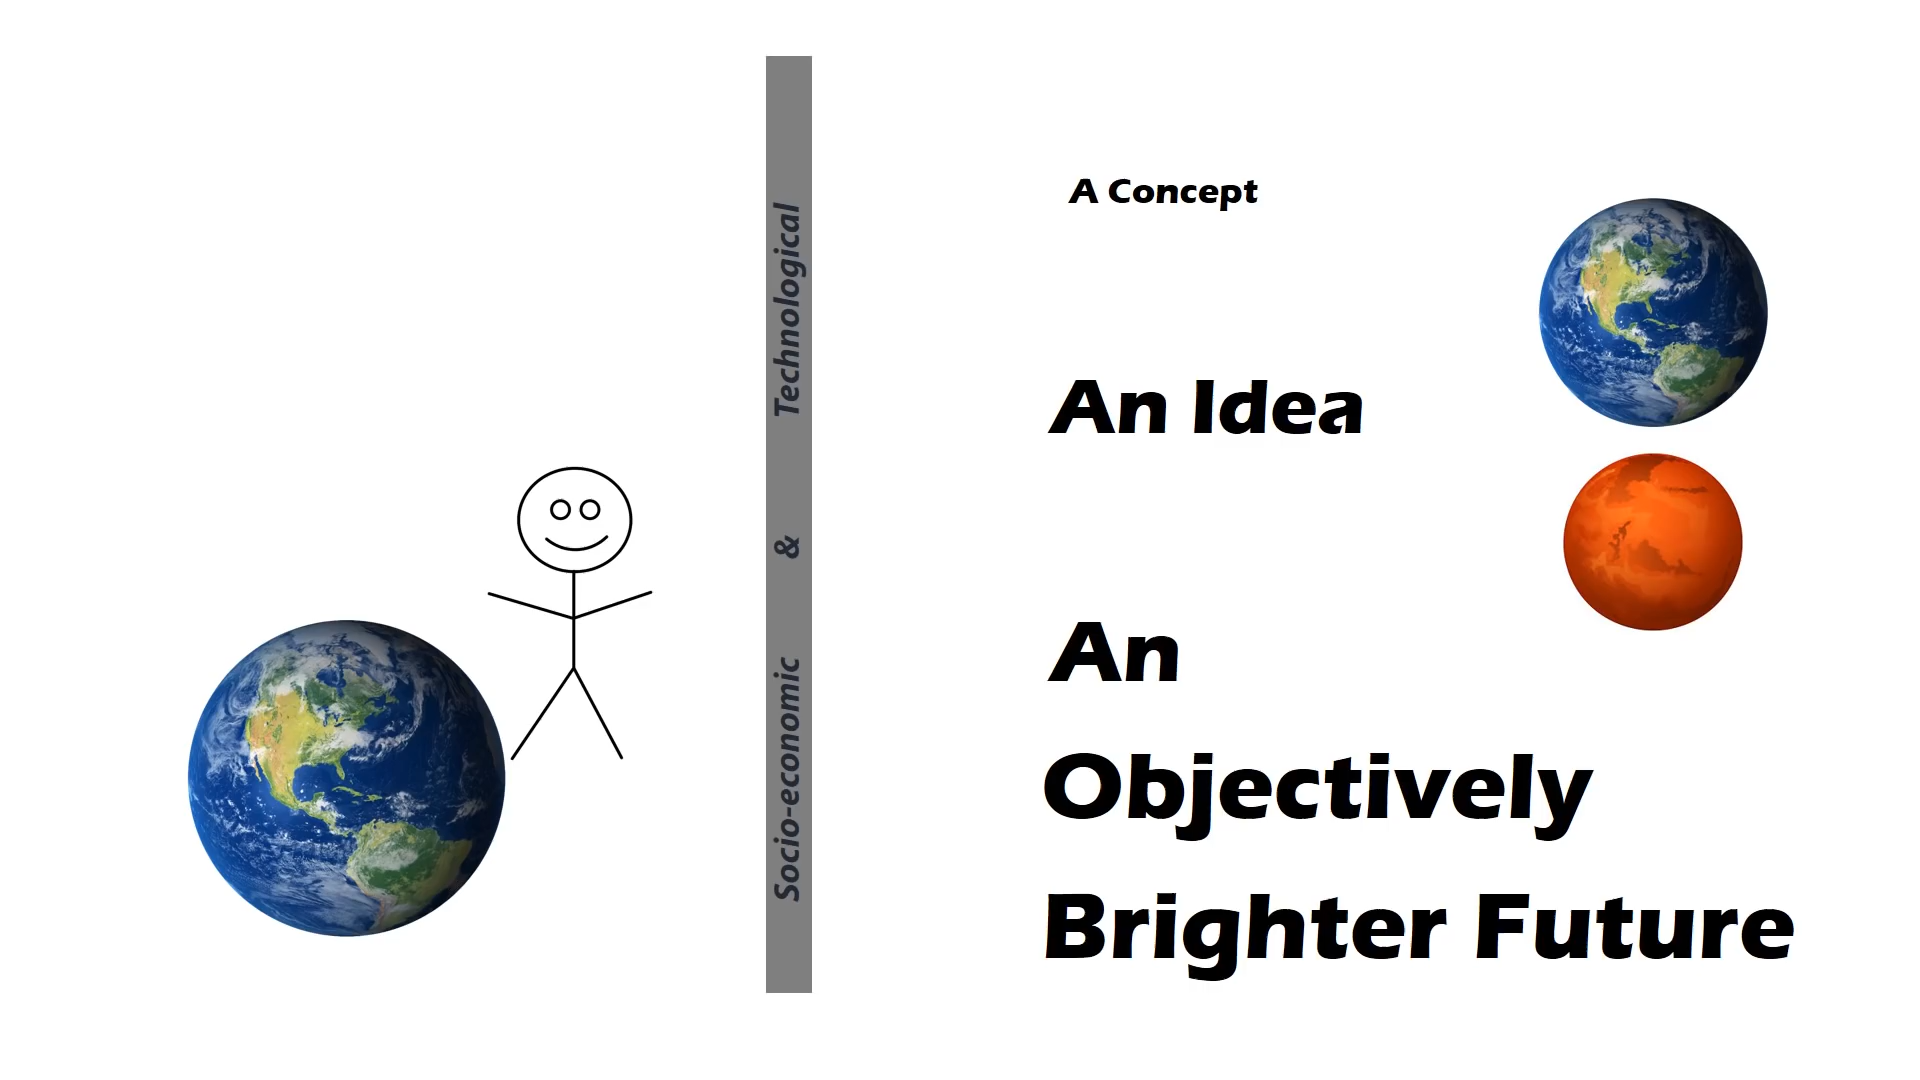 Socio-economic & Technological
A Concept
An Idea
An
Objectively
Brighter Future